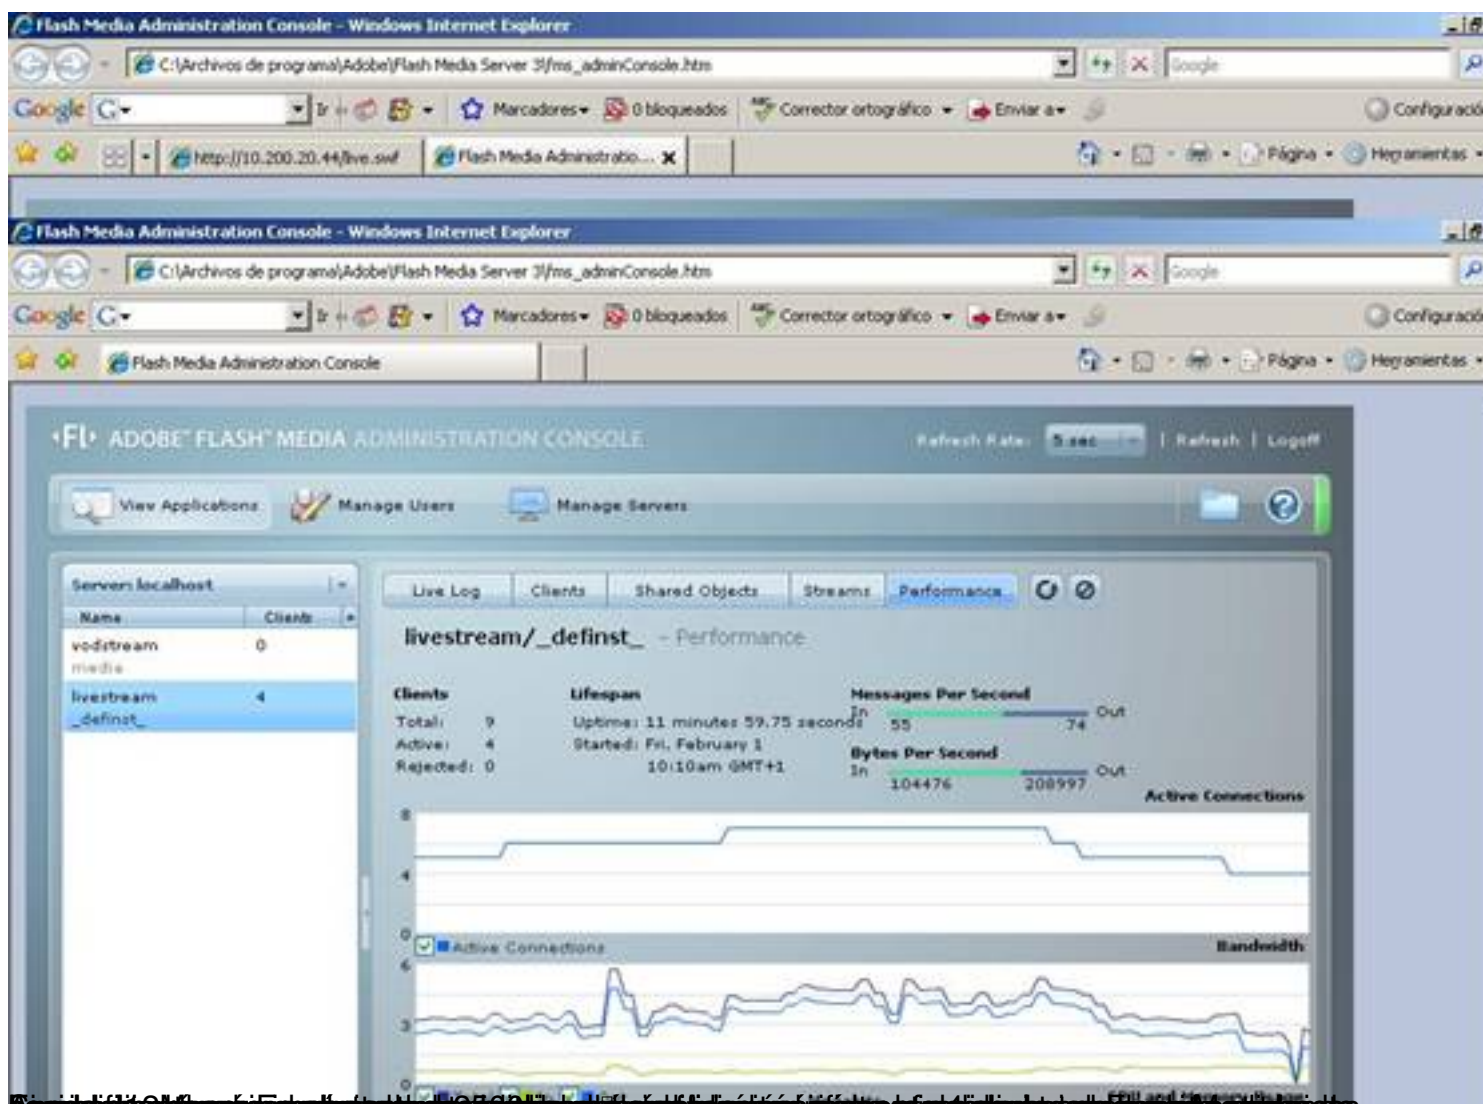 Flash Media Administration Console - Windows Internet Explorer
C:\Archivos de programa\Adobe\Flash Media Server 3\fms_adminConsole.htm
Google
Google G Ir Marcadores 0 bloqueados Corrector ortográfico Enviar a Configuració
http://10.200.20.44/live.swf Flash Media Administratio... Página Herramientas
Flash Media Administration Console - Windows Internet Explorer
C:\Archivos de programa\Adobe\Flash Media Server 3\fms_adminConsole.htm
Google
Google G Ir Marcadores 0 bloqueados Corrector ortográfico Enviar a Configuració
Flash Media Administration Console Página Herramientas
Fl ADOBE™ FLASH™ MEDIA ADMINISTRATION CONSOLE Refresh Rate: 5 sec | Refresh | Logoff
View Applications Manage Users Manage Servers
Server: localhost
Name Clients
vodstream 0
media
livestream 4
_definst_
Live Log Clients Shared Objects Streams Performance
livestream/_definst_ - Performance
Clients
Total: 9
Active: 4
Rejected: 0
Lifespan
Uptime: 11 minutes 59.75 seconds
Started: Fri, February 1
10:10am GMT+1
Messages Per Second
In Out
55 74
Bytes Per Second
In Out
104476 208997
Active Connections
8
4
0
Active Connections
Bandwidth
6
3
0